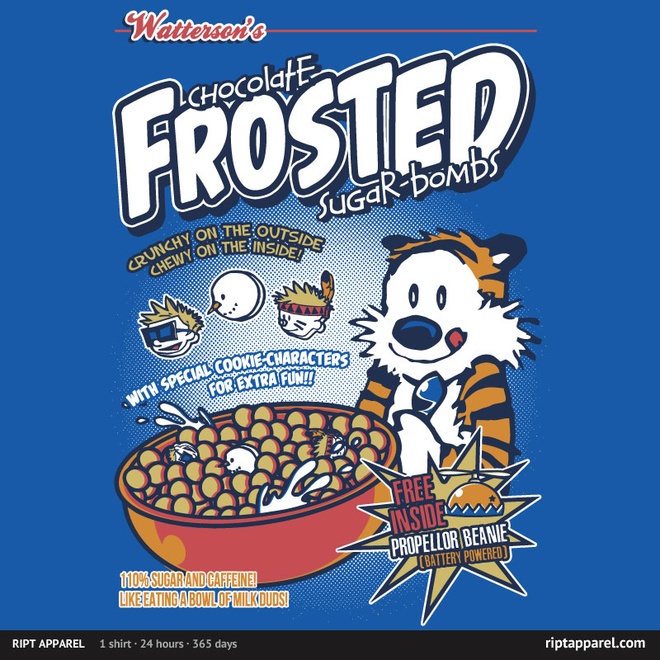 Watterson's
chocolate
FROSTED
sugar-bombs
CRUNCHY ON THE OUTSIDE
CHEWY ON THE INSIDE!
WITH SPECIAL COOKIE-CHARACTERS
FOR EXTRA FUN!!
FREE
INSIDE
PROPELLOR BEANIE
(BATTERY POWERED)
110% SUGAR AND CAFFEINE!
LIKE EATING A BOWL OF MILK DUDS!
RIPT APPAREL 1 shirt · 24 hours · 365 days riptapparel.com